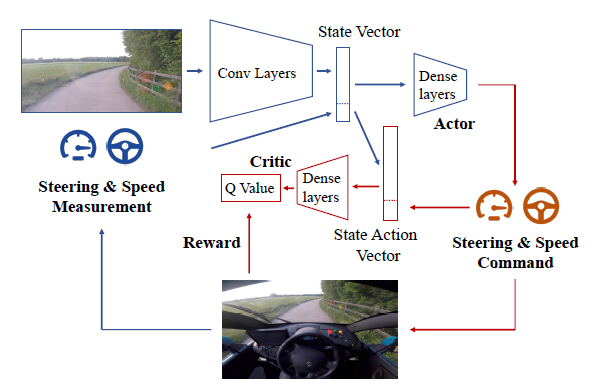 State Vector
Conv Layers
Dense
layers
Actor
Critic
Dense
layers
Q Value
Steering & Speed
Measurement
State Action
Vector
Reward
Steering & Speed
Command